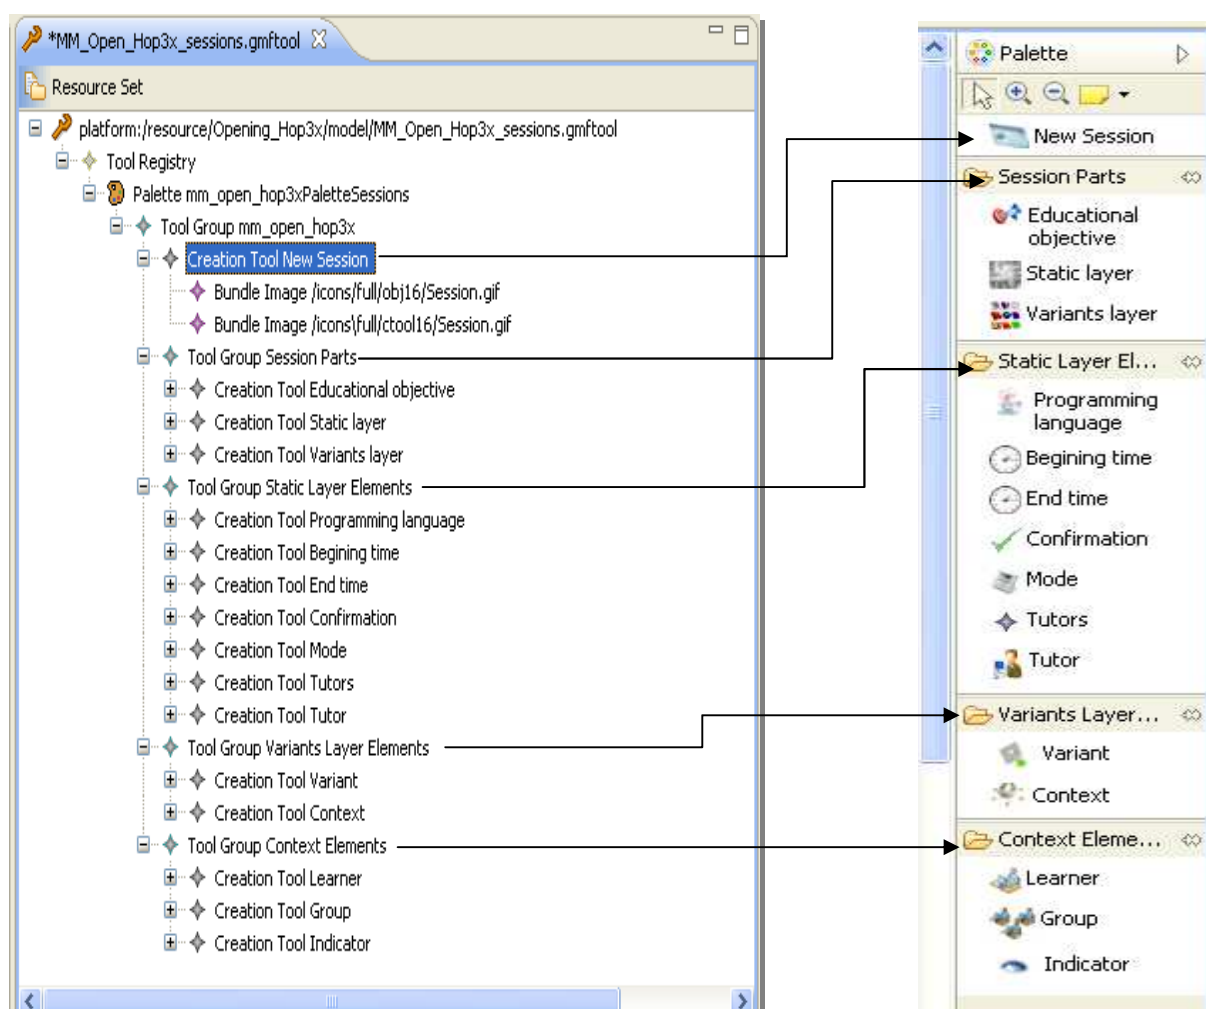 *MM_Open_Hop3x_sessions.gmftool
Resource Set
platform:/resource/Opening_Hop3x/model/MM_Open_Hop3x_sessions.gmftool
Tool Registry
Palette mm_open_hop3xPaletteSessions
Tool Group mm_open_hop3x
Creation Tool New Session
Bundle Image /icons/full/obj16/Session.gif
Bundle Image /icons\full/ctool16/Session.gif
Tool Group Session Parts
Creation Tool Educational objective
Creation Tool Static layer
Creation Tool Variants layer
Tool Group Static Layer Elements
Creation Tool Programming language
Creation Tool Begining time
Creation Tool End time
Creation Tool Confirmation
Creation Tool Mode
Creation Tool Tutors
Creation Tool Tutor
Tool Group Variants Layer Elements
Creation Tool Variant
Creation Tool Context
Tool Group Context Elements
Creation Tool Learner
Creation Tool Group
Creation Tool Indicator
Palette
New Session
Session Parts
Educational
objective
Static layer
Variants layer
Static Layer El...
Programming
language
Begining time
End time
Confirmation
Mode
Tutors
Tutor
Variants Layer...
Variant
Context
Context Eleme...
Learner
Group
Indicator